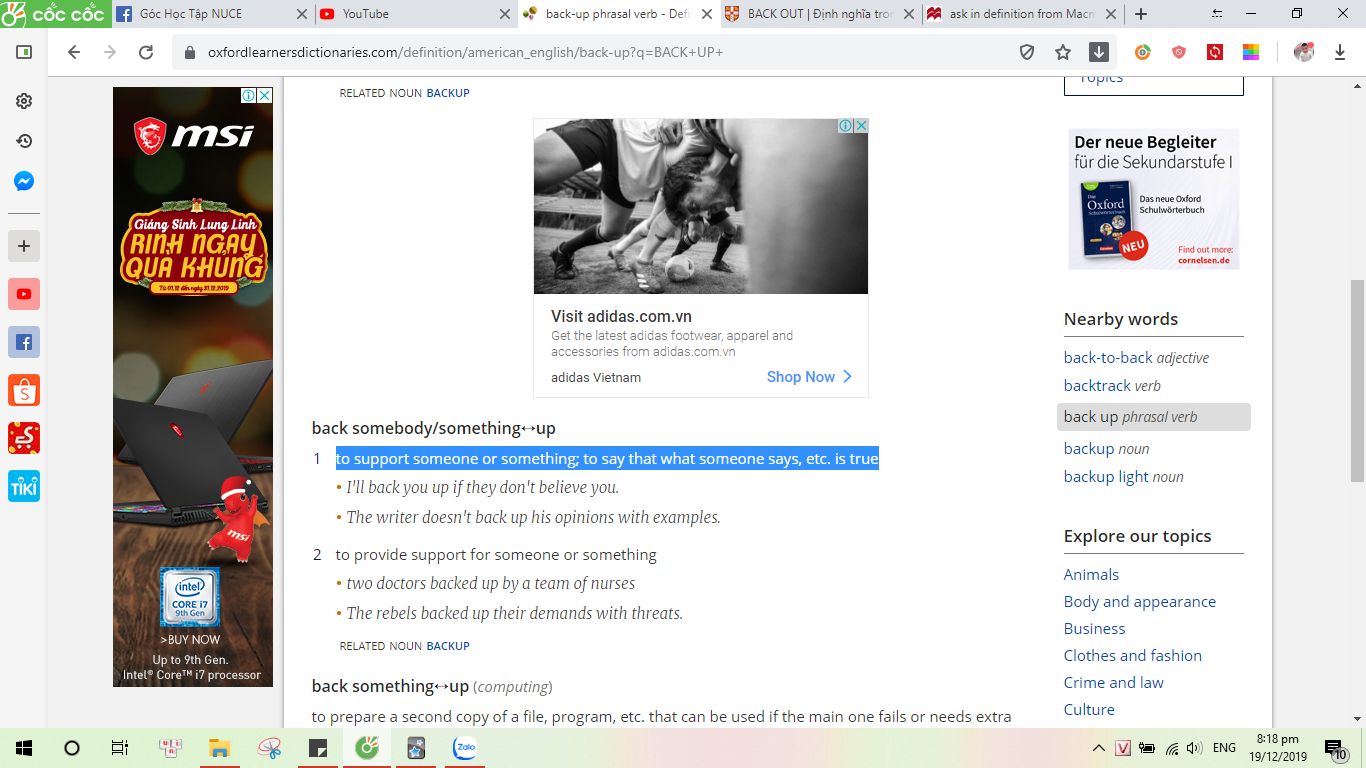 cốc cốc
Góc Học Tập NUCE
YouTube
back-up phrasal verb - Defi
BACK OUT | Định nghĩa tron
ask in definition from Macm
oxfordlearnersdictionaries.com/definition/american_english/back-up?q=BACK+UP+
RELATED NOUN BACKUP
Topics
msi
Giáng Sinh Lung Linh
RINH NGAY
QUÀ KHỦNG
Từ 01.12 đến ngày 31.12.2019
msi
intel
CORE i7
9th Gen
>BUY NOW
Up to 9th Gen.
Intel® Core™ i7 processor
Visit adidas.com.vn
Get the latest adidas footwear, apparel and
accessories from adidas.com.vn
adidas Vietnam
Shop Now
Der neue Begleiter
für die Sekundarstufe I
Das neue Oxford
Schulwörterbuch
Oxford
Schulwörterbuch
NEU
Find out more:
cornelsen.de
back somebody/something↔up
1 to support someone or something; to say that what someone says, etc. is true
• I'll back you up if they don't believe you.
• The writer doesn't back up his opinions with examples.
2 to provide support for someone or something
• two doctors backed up by a team of nurses
• The rebels backed up their demands with threats.
RELATED NOUN BACKUP
back something↔up (computing)
to prepare a second copy of a file, program, etc. that can be used if the main one fails or needs extra
Nearby words
back-to-back adjective
backtrack verb
back up phrasal verb
backup noun
backup light noun
Explore our topics
Animals
Body and appearance
Business
Clothes and fashion
Crime and law
Culture
TIKI
Zalo
ENG
8:18 pm
19/12/2019
10